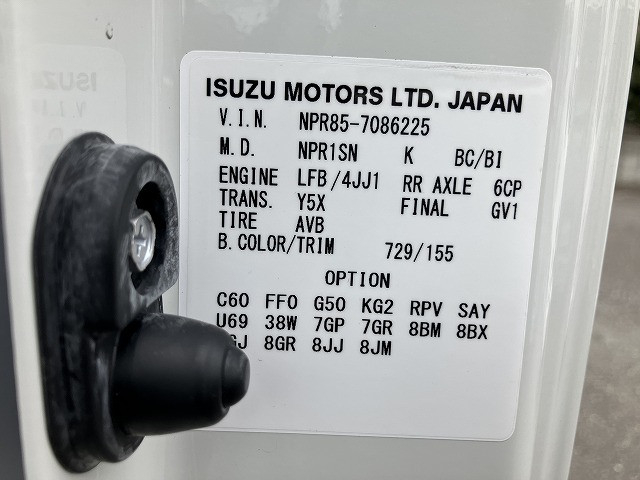 ISUZU MOTORS LTD. JAPAN
V.I.N. NPR85-7086225
M.D. NPR1SN K BC/BI
ENGINE LFB/4JJ1 RR AXLE 6CP
TRANS. Y5X FINAL GV1
TIRE AVB
B.COLOR/TRIM 729/155
OPTION
C60 FF0 G50 KG2 RPV SAY
U69 38W 7GP 7GR 8BM 8BX
8GR 8JJ 8JM